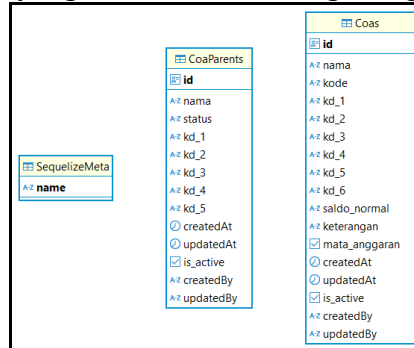 SequelizeMeta
A-Z name
CoaParents
id
A-Z nama
A-Z status
A-Z kd_1
A-Z kd_2
A-Z kd_3
A-Z kd_4
A-Z kd_5
createdAt
updatedAt
is_active
A-Z createdBy
A-Z updatedBy
Coas
id
A-Z nama
A-Z kode
A-Z kd_1
A-Z kd_2
A-Z kd_3
A-Z kd_4
A-Z kd_5
A-Z kd_6
A-Z saldo_normal
A-Z keterangan
mata_anggaran
createdAt
updatedAt
is_active
A-Z createdBy
A-Z updatedBy